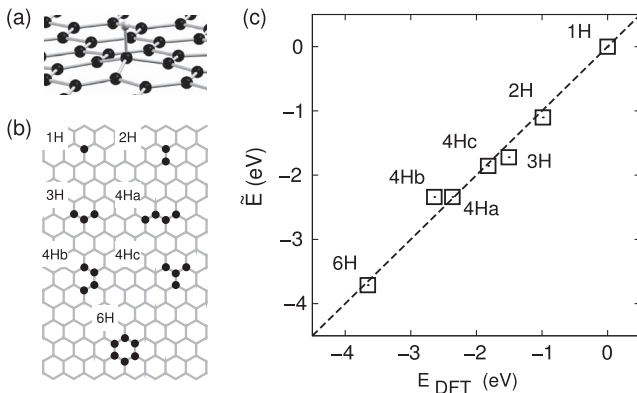 (a)
(b)
1H 2H
3H 4Ha
4Hb 4Hc
6H
(c)
1H
2H
4Hc
3H
4Hb
4Ha
6H
0
−1
−2
−3
−4
Ẽ (eV)
−4 −3 −2 −1 0
E DFT (eV)